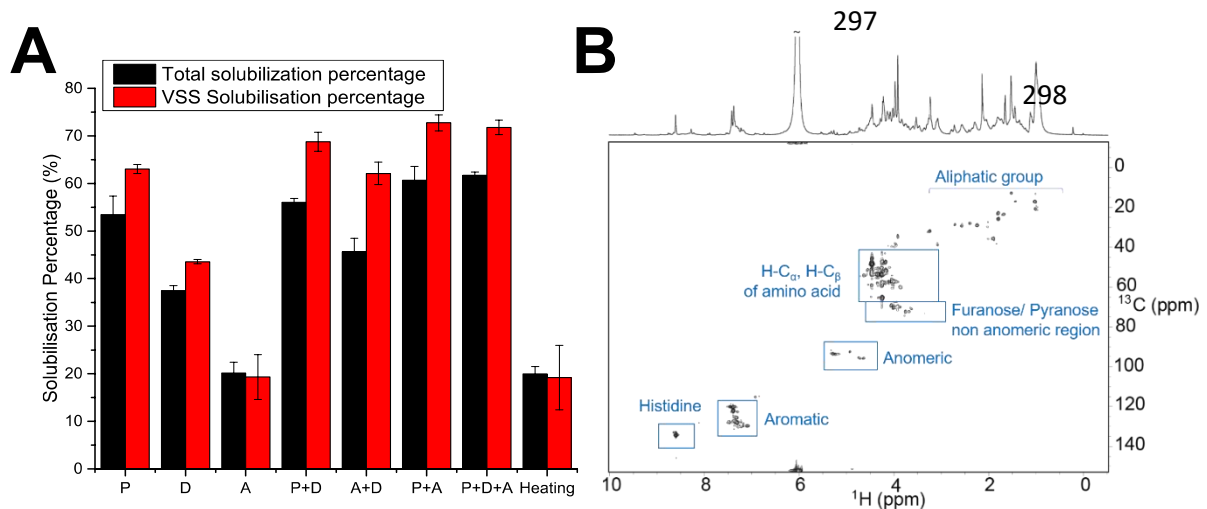 A
Total solubilization percentage
VSS Solubilisation percentage
Solubilisation Percentage (%)
80
70
60
50
40
30
20
10
0
P D A P+D A+D P+A P+D+A Heating
B
297
298
~
Aliphatic group
H-Cα, H-Cβ
of amino acid
Furanose/ Pyranose
non anomeric region
Anomeric
Histidine
Aromatic
0
20
40
60
13C (ppm)
80
100
120
140
10 8 6 4 2 0
1H (ppm)